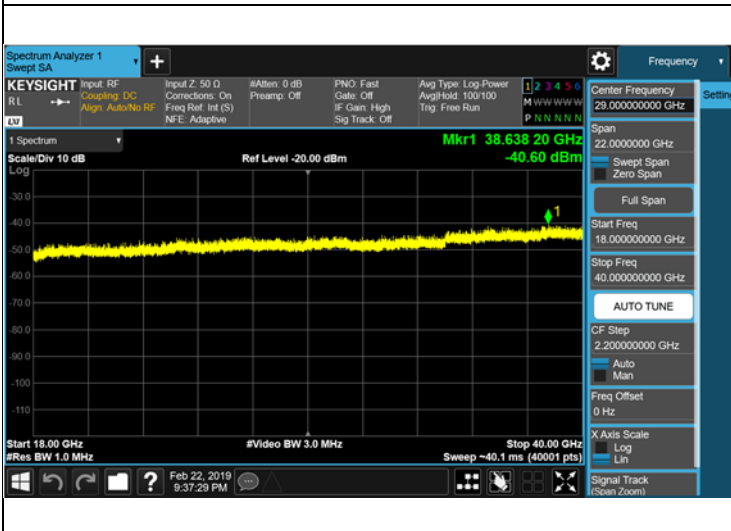 Spectrum Analyzer 1
Swept SA
+
Frequency
KEYSIGHT
RL
LXI
Input: RF
Coupling: DC
Align: Auto/No RF
Input Z: 50 Ω
Corrections: On
Freq Ref: Int (S)
NFE: Adaptive
#Atten: 0 dB
Preamp: Off
PNO: Fast
Gate: Off
IF Gain: High
Sig Track: Off
Avg Type: Log-Power
Avg|Hold: 100/100
Trig: Free Run
1 2 3 4 5 6
M W W W W W
P N N N N N
1 Spectrum
Scale/Div 10 dB
Log
Ref Level -20.00 dBm
Mkr1 38.638 20 GHz
-40.60 dBm
1
-30.0
-40.0
-50.0
-60.0
-70.0
-80.0
-90.0
-100
-110
Start 18.00 GHz
#Res BW 1.0 MHz
#Video BW 3.0 MHz
Stop 40.00 GHz
Sweep ~40.1 ms (40001 pts)
Center Frequency
29.000000000 GHz
Settin
Span
22.0000000 GHz
Swept Span
Zero Span
Full Span
Start Freq
18.000000000 GHz
Stop Freq
40.000000000 GHz
AUTO TUNE
CF Step
2.200000000 GHz
Auto
Man
Freq Offset
0 Hz
X Axis Scale
Log
Lin
Signal Track
(Span Zoom)
?
Feb 22, 2019
9:37:29 PM